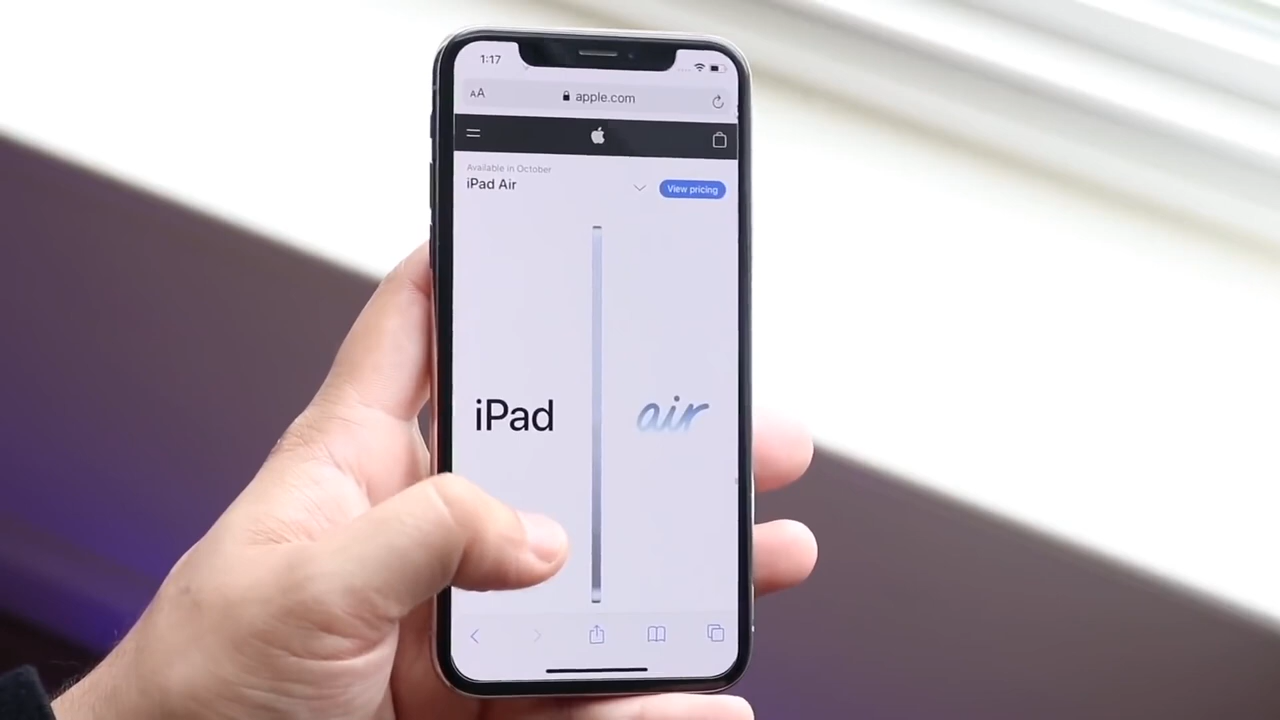 1:17
AA apple.com
Available in October
iPad Air
View pricing
iPad air